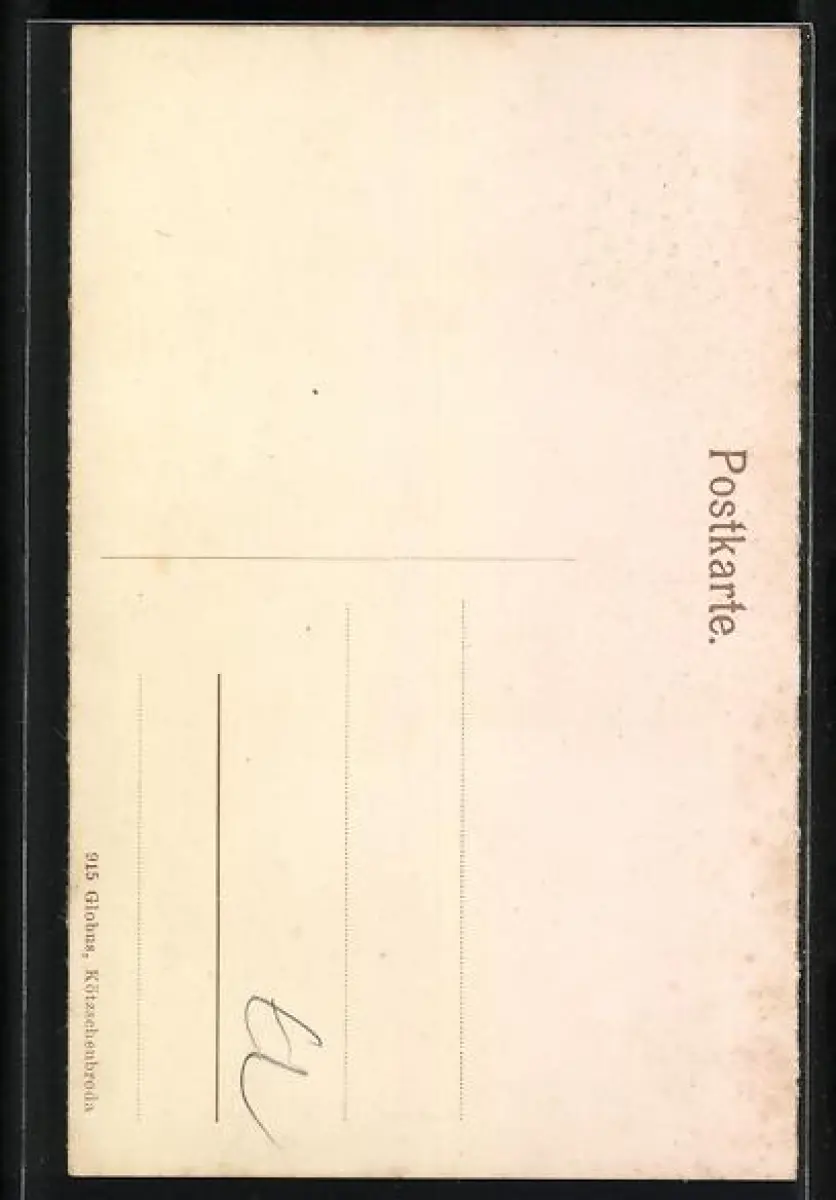 Postkarte.
915 Globus, Kötzschenbroda